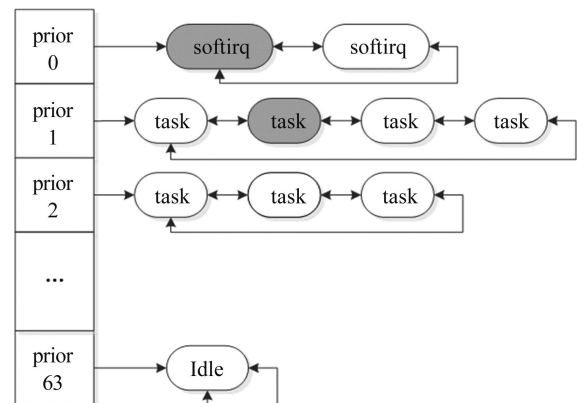 prior
0
softirq softirq
prior
1
task task task task
prior
2
task task task
...
prior
63
Idle